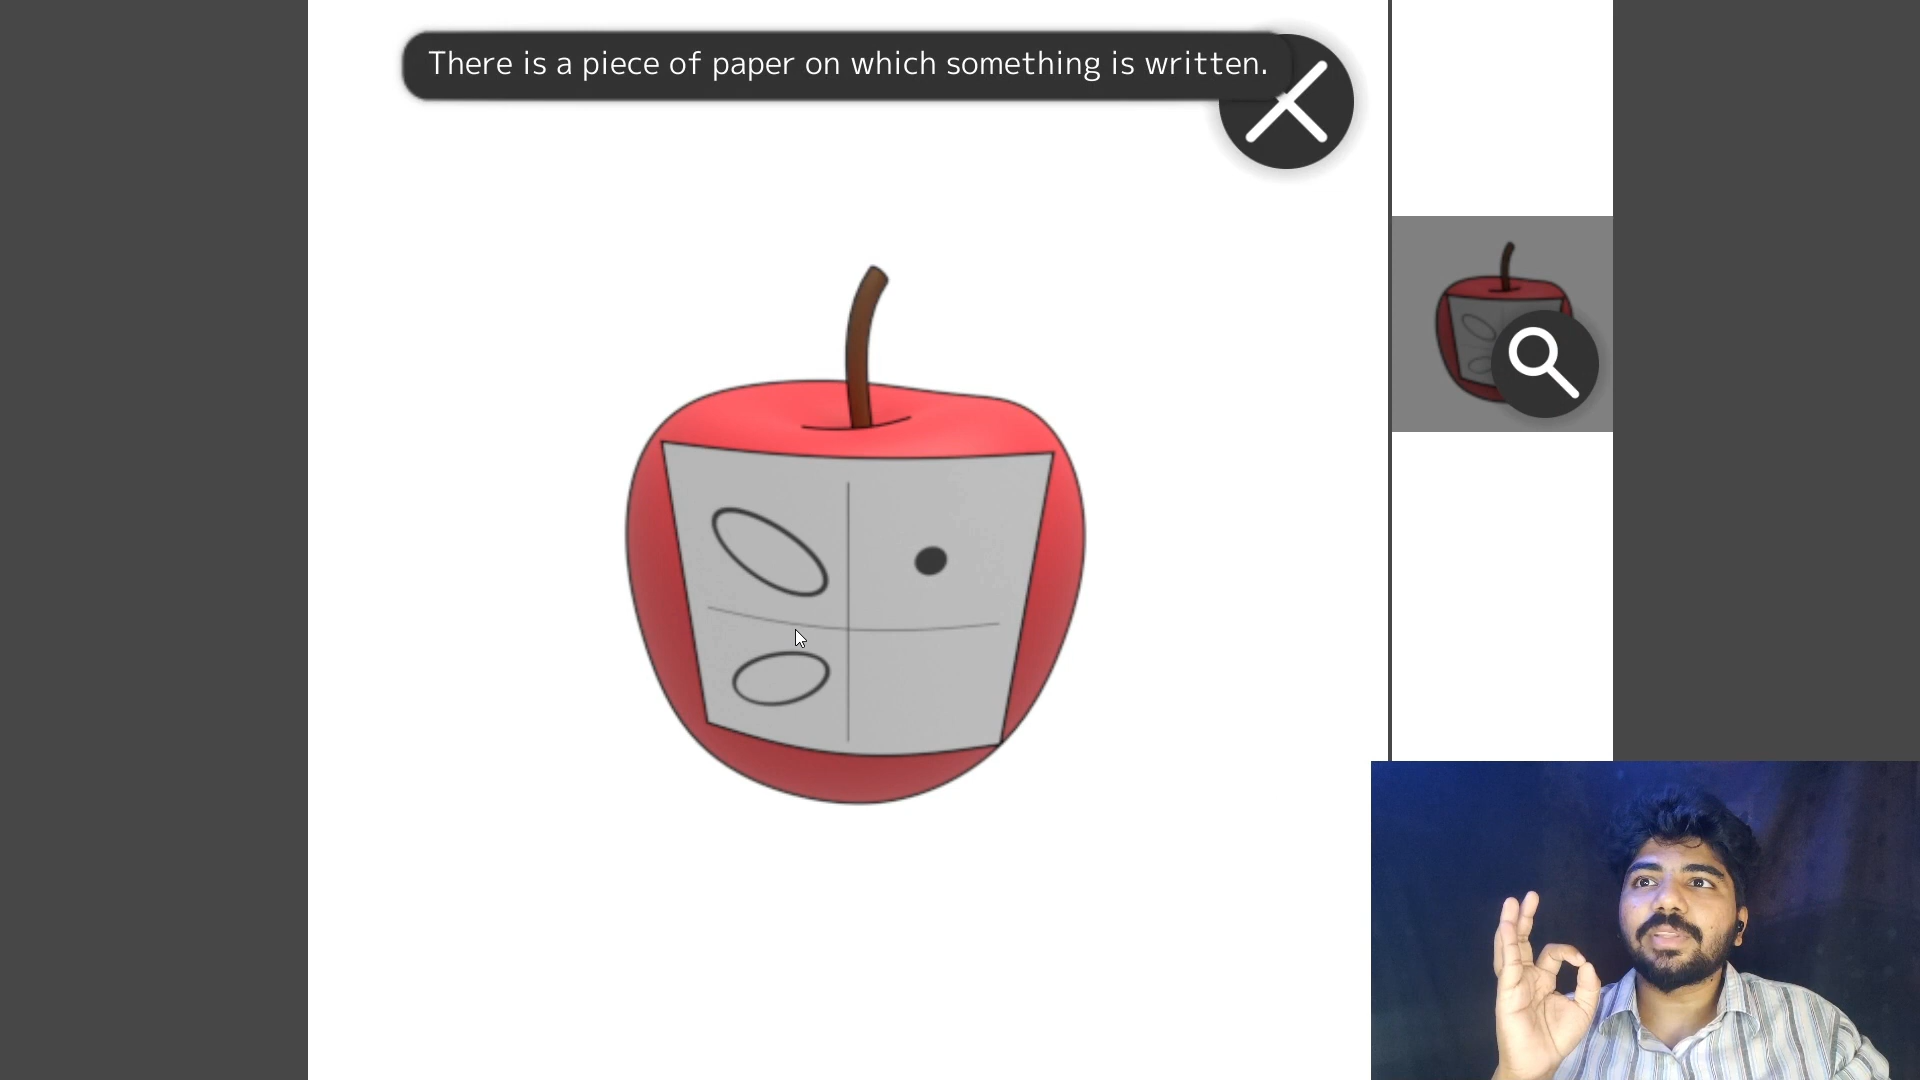 There is a piece of paper on which something is written.